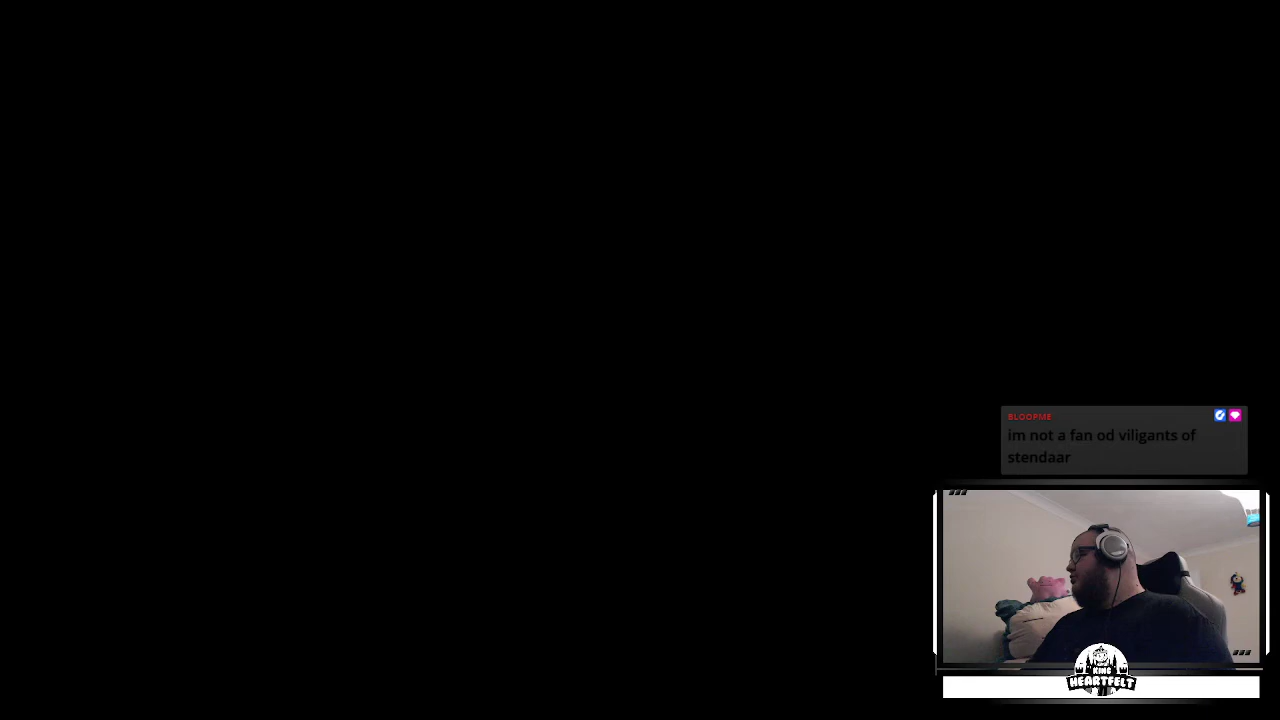 BLOOPME
im not a fan od viligants of
stendaar
KING
HEARTFELT